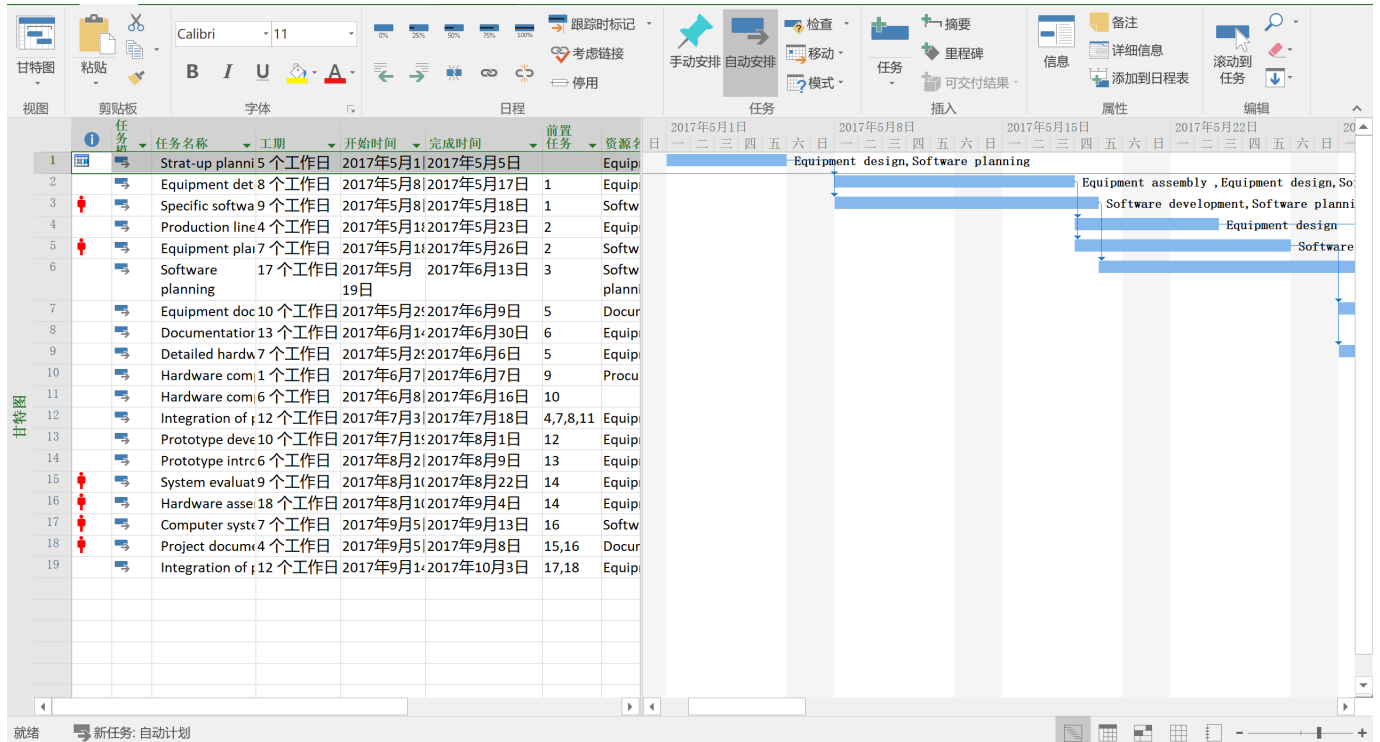 甘特图
视图
粘贴
剪贴板
Calibri 11
B I U A
字体
0% 25% 50% 75% 100%
跟踪时标记
考虑链接
停用
日程
手动安排 自动安排
检查
移动
模式
任务
任务
摘要
里程碑
可交付结果
插入
信息
备注
详细信息
添加到日程表
属性
滚动到
任务
编辑
任务模 任务名称 工期 开始时间 完成时间 前置任务 资源名
1 Strat-up planni 5 个工作日 2017年5月1 2017年5月5日 Equip
2 Equipment det 8 个工作日 2017年5月8 2017年5月17日 1 Equip
3 Specific softwa 9 个工作日 2017年5月8 2017年5月18日 1 Softw
4 Production line 4 个工作日 2017年5月18 2017年5月23日 2 Equip
5 Equipment plan 7 个工作日 2017年5月18 2017年5月26日 2 Softw
6 Software planning 17 个工作日 2017年5月19日 2017年6月13日 3 Softw planni
7 Equipment doc 10 个工作日 2017年5月29 2017年6月9日 5 Docur
8 Documentation 13 个工作日 2017年6月14 2017年6月30日 6 Equip
9 Detailed hardw 7 个工作日 2017年5月29 2017年6月6日 5 Equip
10 Hardware com 1 个工作日 2017年6月7 2017年6月7日 9 Procu
11 Hardware com 6 个工作日 2017年6月8 2017年6月16日 10
12 Integration of p 12 个工作日 2017年7月3 2017年7月18日 4,7,8,11 Equip
13 Prototype deve 10 个工作日 2017年7月19 2017年8月1日 12 Equip
14 Prototype intro 6 个工作日 2017年8月2 2017年8月9日 13 Equip
15 System evaluat 9 个工作日 2017年8月10 2017年8月22日 14 Equip
16 Hardware asse 18 个工作日 2017年8月10 2017年9月4日 14 Equip
17 Computer syste 7 个工作日 2017年9月5 2017年9月13日 16 Softw
18 Project docume 4 个工作日 2017年9月5 2017年9月8日 15,16 Docur
19 Integration of p 12 个工作日 2017年9月14 2017年10月3日 17,18 Equip
甘特图
2017年5月1日 2017年5月8日 2017年5月15日 2017年5月22日 20
日 一 二 三 四 五 六 日 一 二 三 四 五 六 日 一 二 三 四 五 六 日 一 二 三 四 五 六 日 一
Equipment design,Software planning
Equipment assembly ,Equipment design,So
Software development,Software planni
Equipment design
Software
就绪 新任务: 自动计划